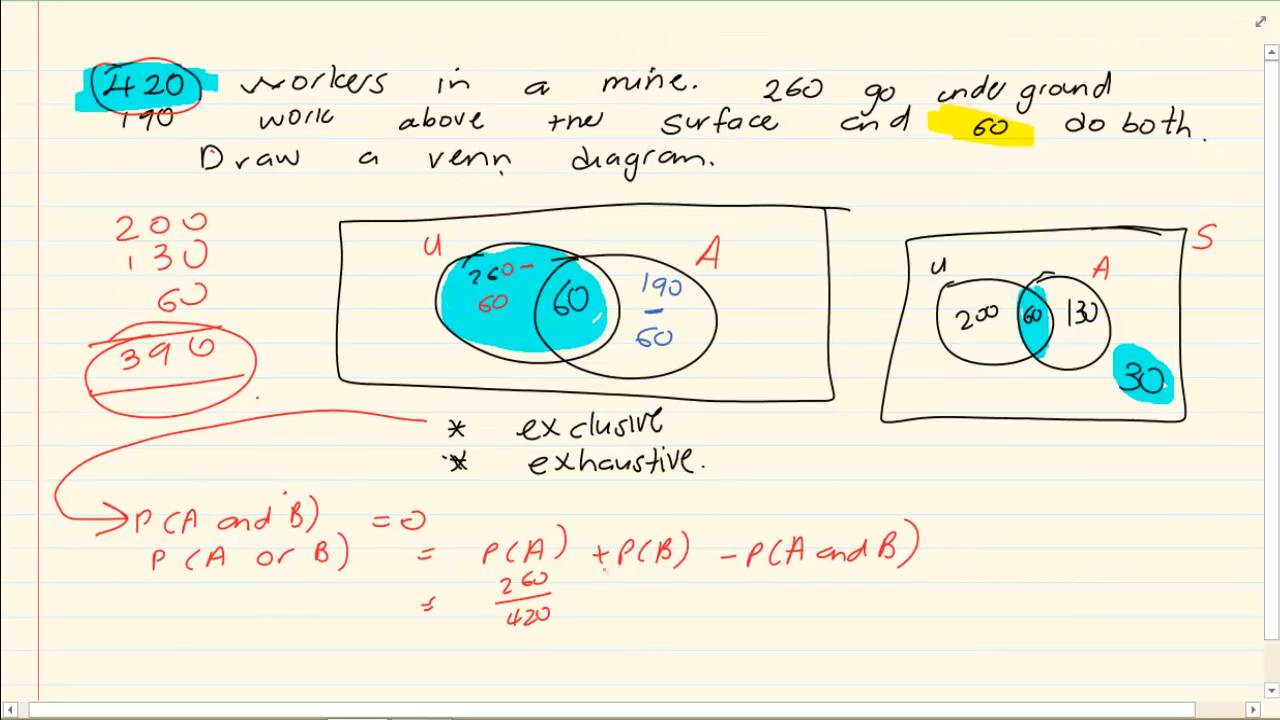 420 workers in a mine. 260 go underground
190 work above the surface and 60 do both.
Draw a venn diagram.
200
130
60
390
U
A
260 -
60
60
190
-
60
S
U
A
200
60
130
30
* exclusive
* exhaustive.
P(A and B) = 0
P(A or B) = P(A) + P(B) - P(A and B)
= 260
420